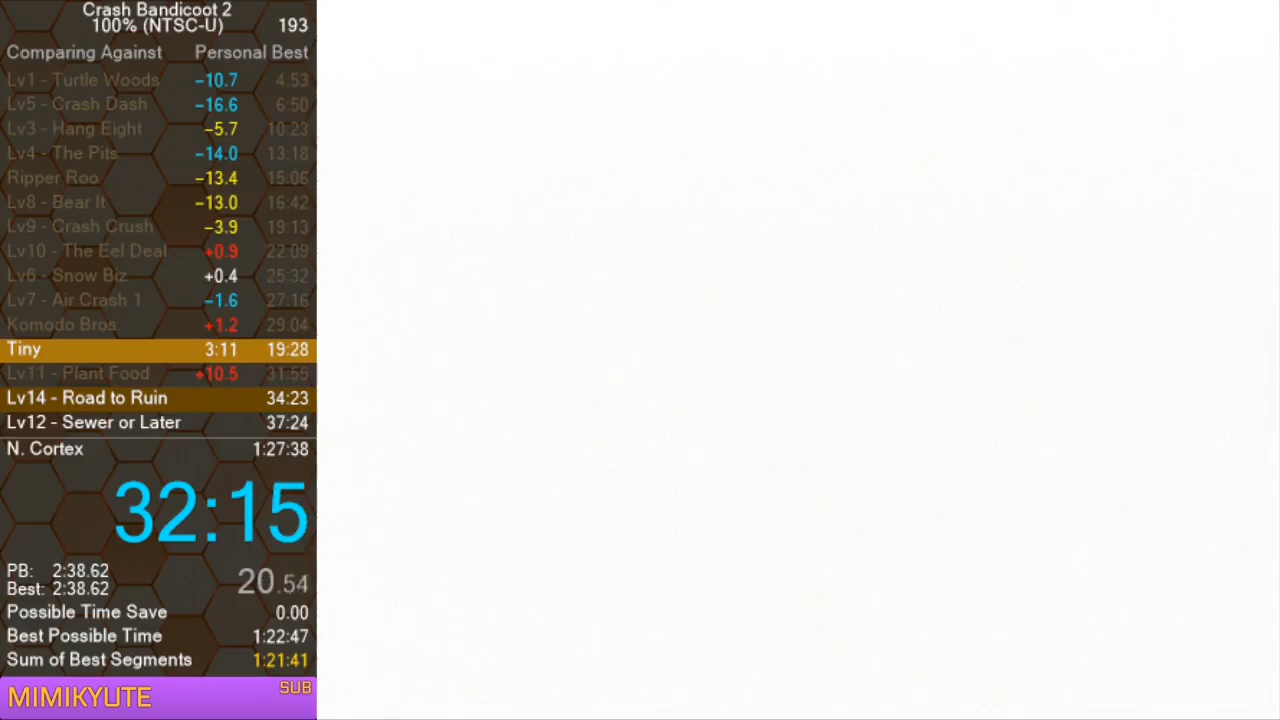 Crash Bandicoot 2
100% (NTSC-U) 193
Comparing Against Personal Best
Lv1 - Turtle Woods −10.7 4:53
Lv5 - Crash Dash −16.6 6:50
Lv3 - Hang Eight −5.7 10:23
Lv4 - The Pits −14.0 13:18
Ripper Roo −13.4 15:06
Lv8 - Bear It −13.0 16:42
Lv9 - Crash Crush −3.9 19:13
Lv10 - The Eel Deal +0.9 22:09
Lv6 - Snow Biz +0.4 25:32
Lv7 - Air Crash 1 −1.6 27:16
Komodo Bros. +1.2 29:04
Tiny 3:11 19:28
Lv11 - Plant Food +10.5 31:55
Lv14 - Road to Ruin 34:23
Lv12 - Sewer or Later 37:24
N. Cortex 1:27:38
32:15
PB: 2:38.62
Best: 2:38.62
20.54
Possible Time Save 0.00
Best Possible Time 1:22:47
Sum of Best Segments 1:21:41
MIMIKYUTE SUB